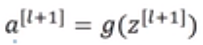 a^{[l+1]} = g(z^{[l+1]})